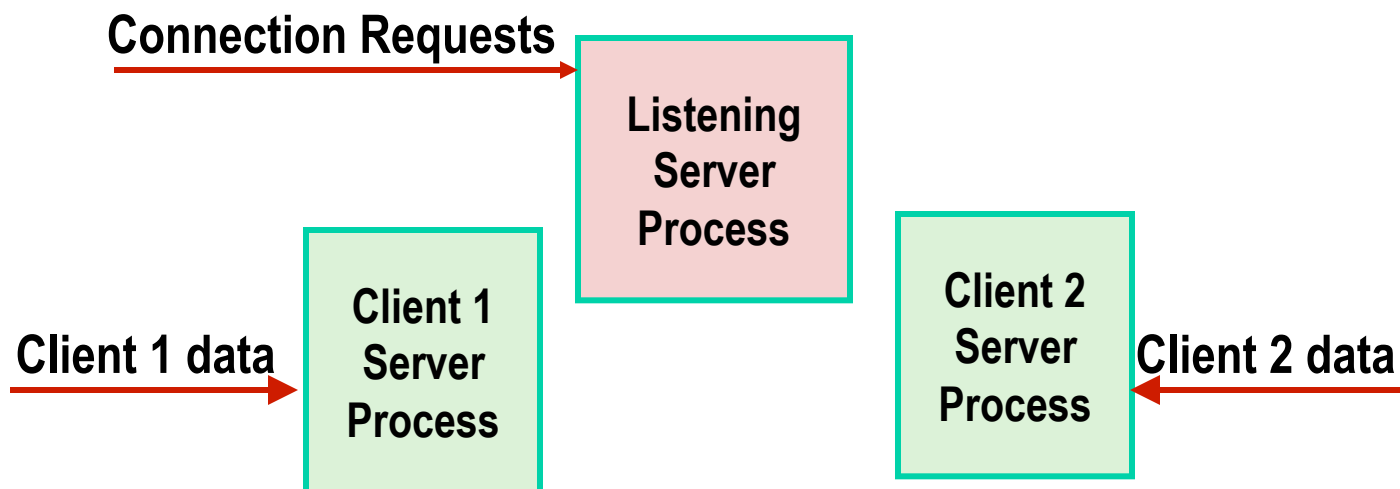 Connection Requests
Listening
Server
Process
Client 1
Server
Process
Client 2
Server
Process
Client 1 data
Client 2 data